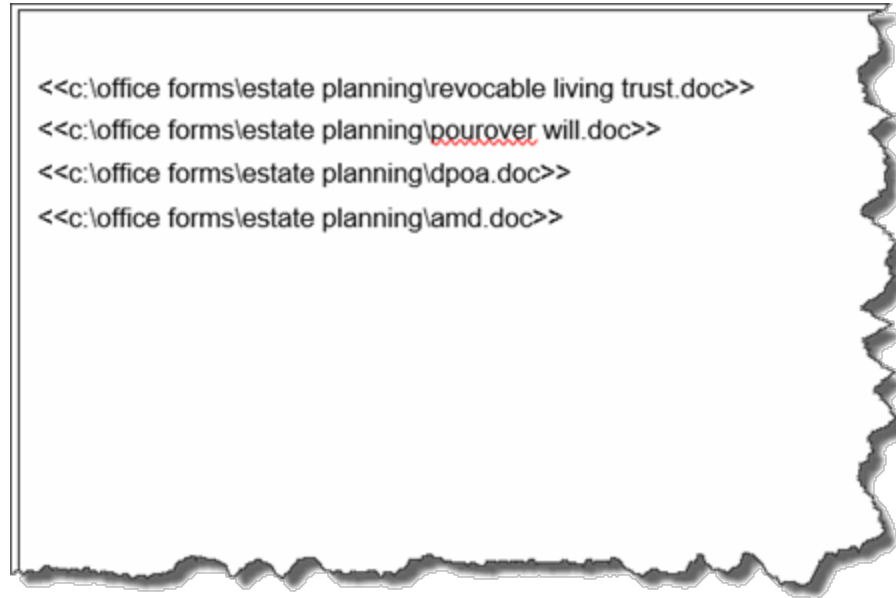 <<c:\office forms\estate planning\revocable living trust.doc>>
<<c:\office forms\estate planning\pourover will.doc>>
<<c:\office forms\estate planning\dpoa.doc>>
<<c:\office forms\estate planning\amd.doc>>